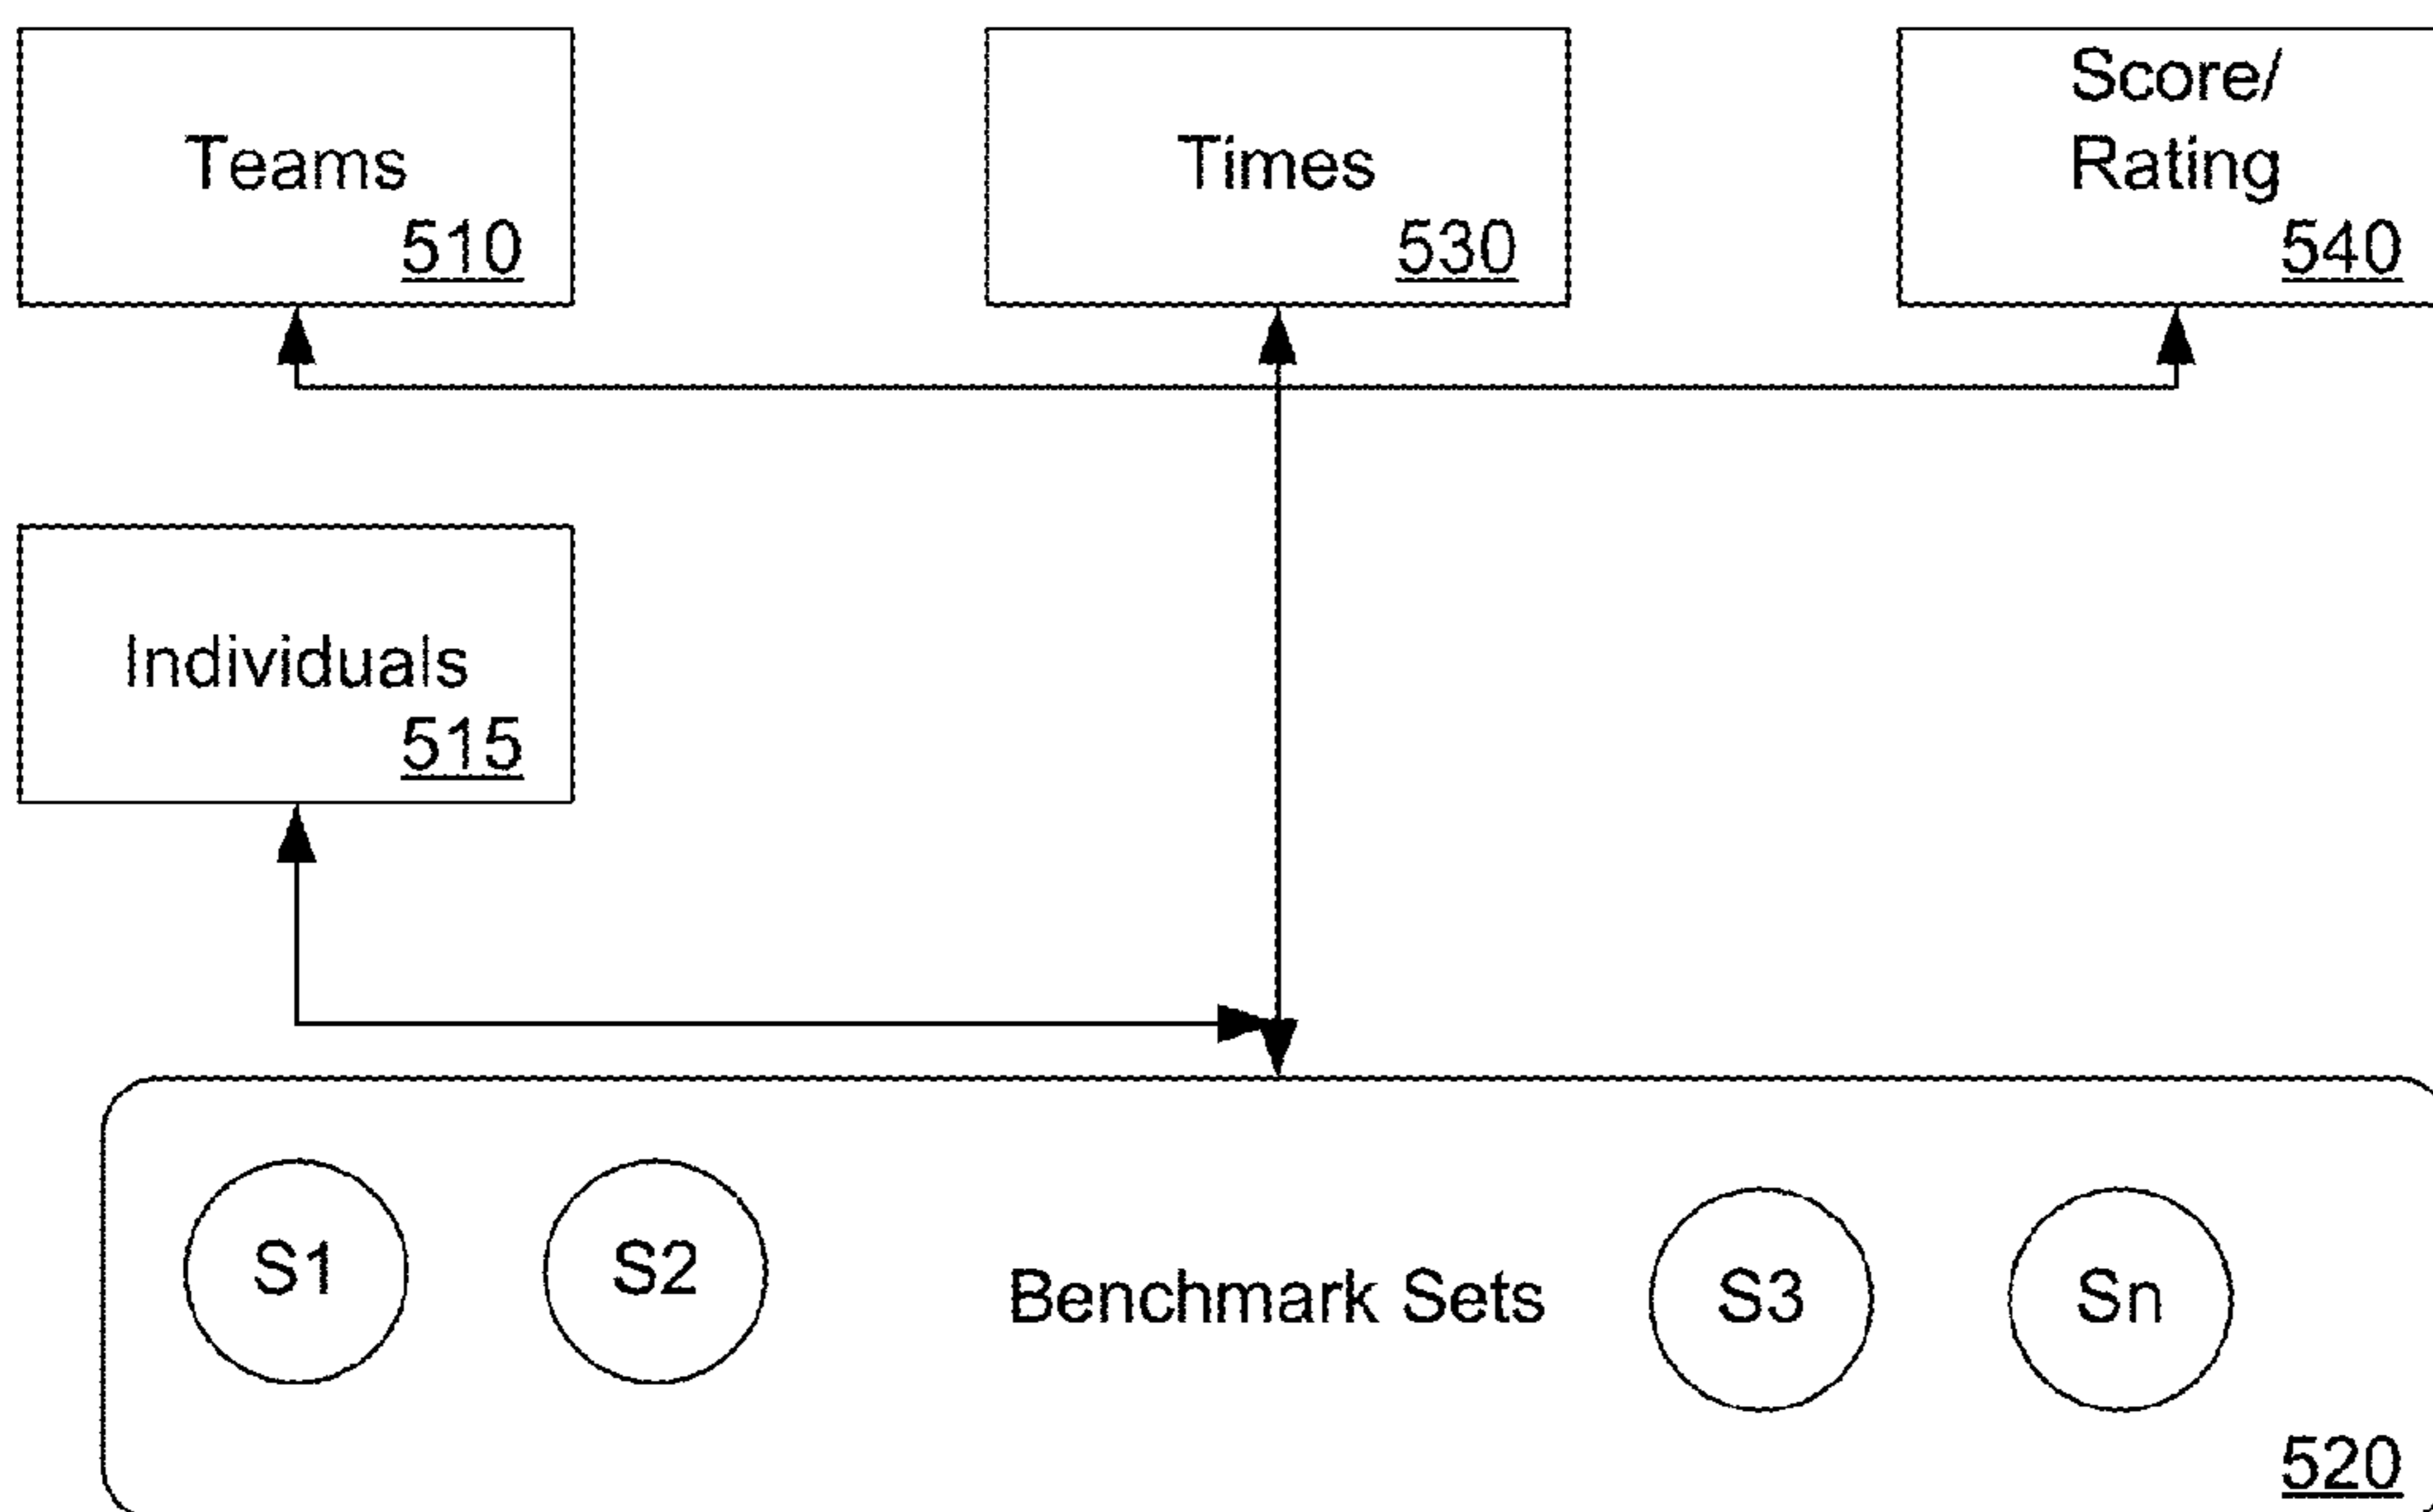 Teams
510
Times
530
Score/
Rating
540
Individuals
515
S1
S2
Benchmark Sets
S3
Sn
520